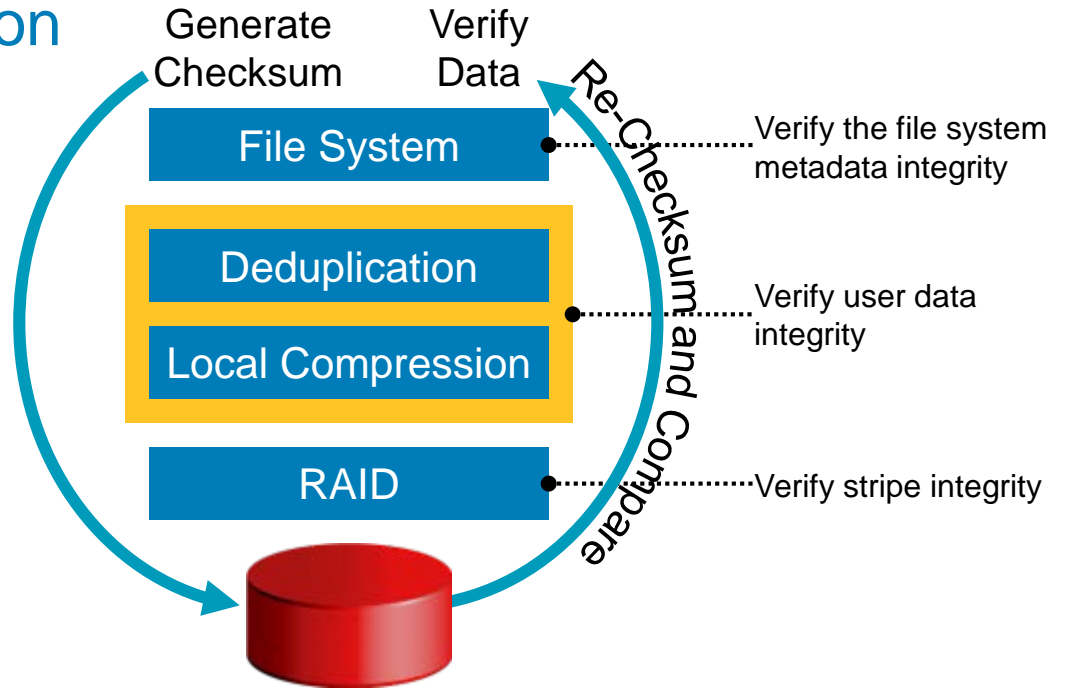 on
Generate
Checksum
Verify
Data
Re-Checksum and Compare
File System
Verify the file system
metadata integrity
Deduplication
Local Compression
Verify user data
integrity
RAID
Verify stripe integrity